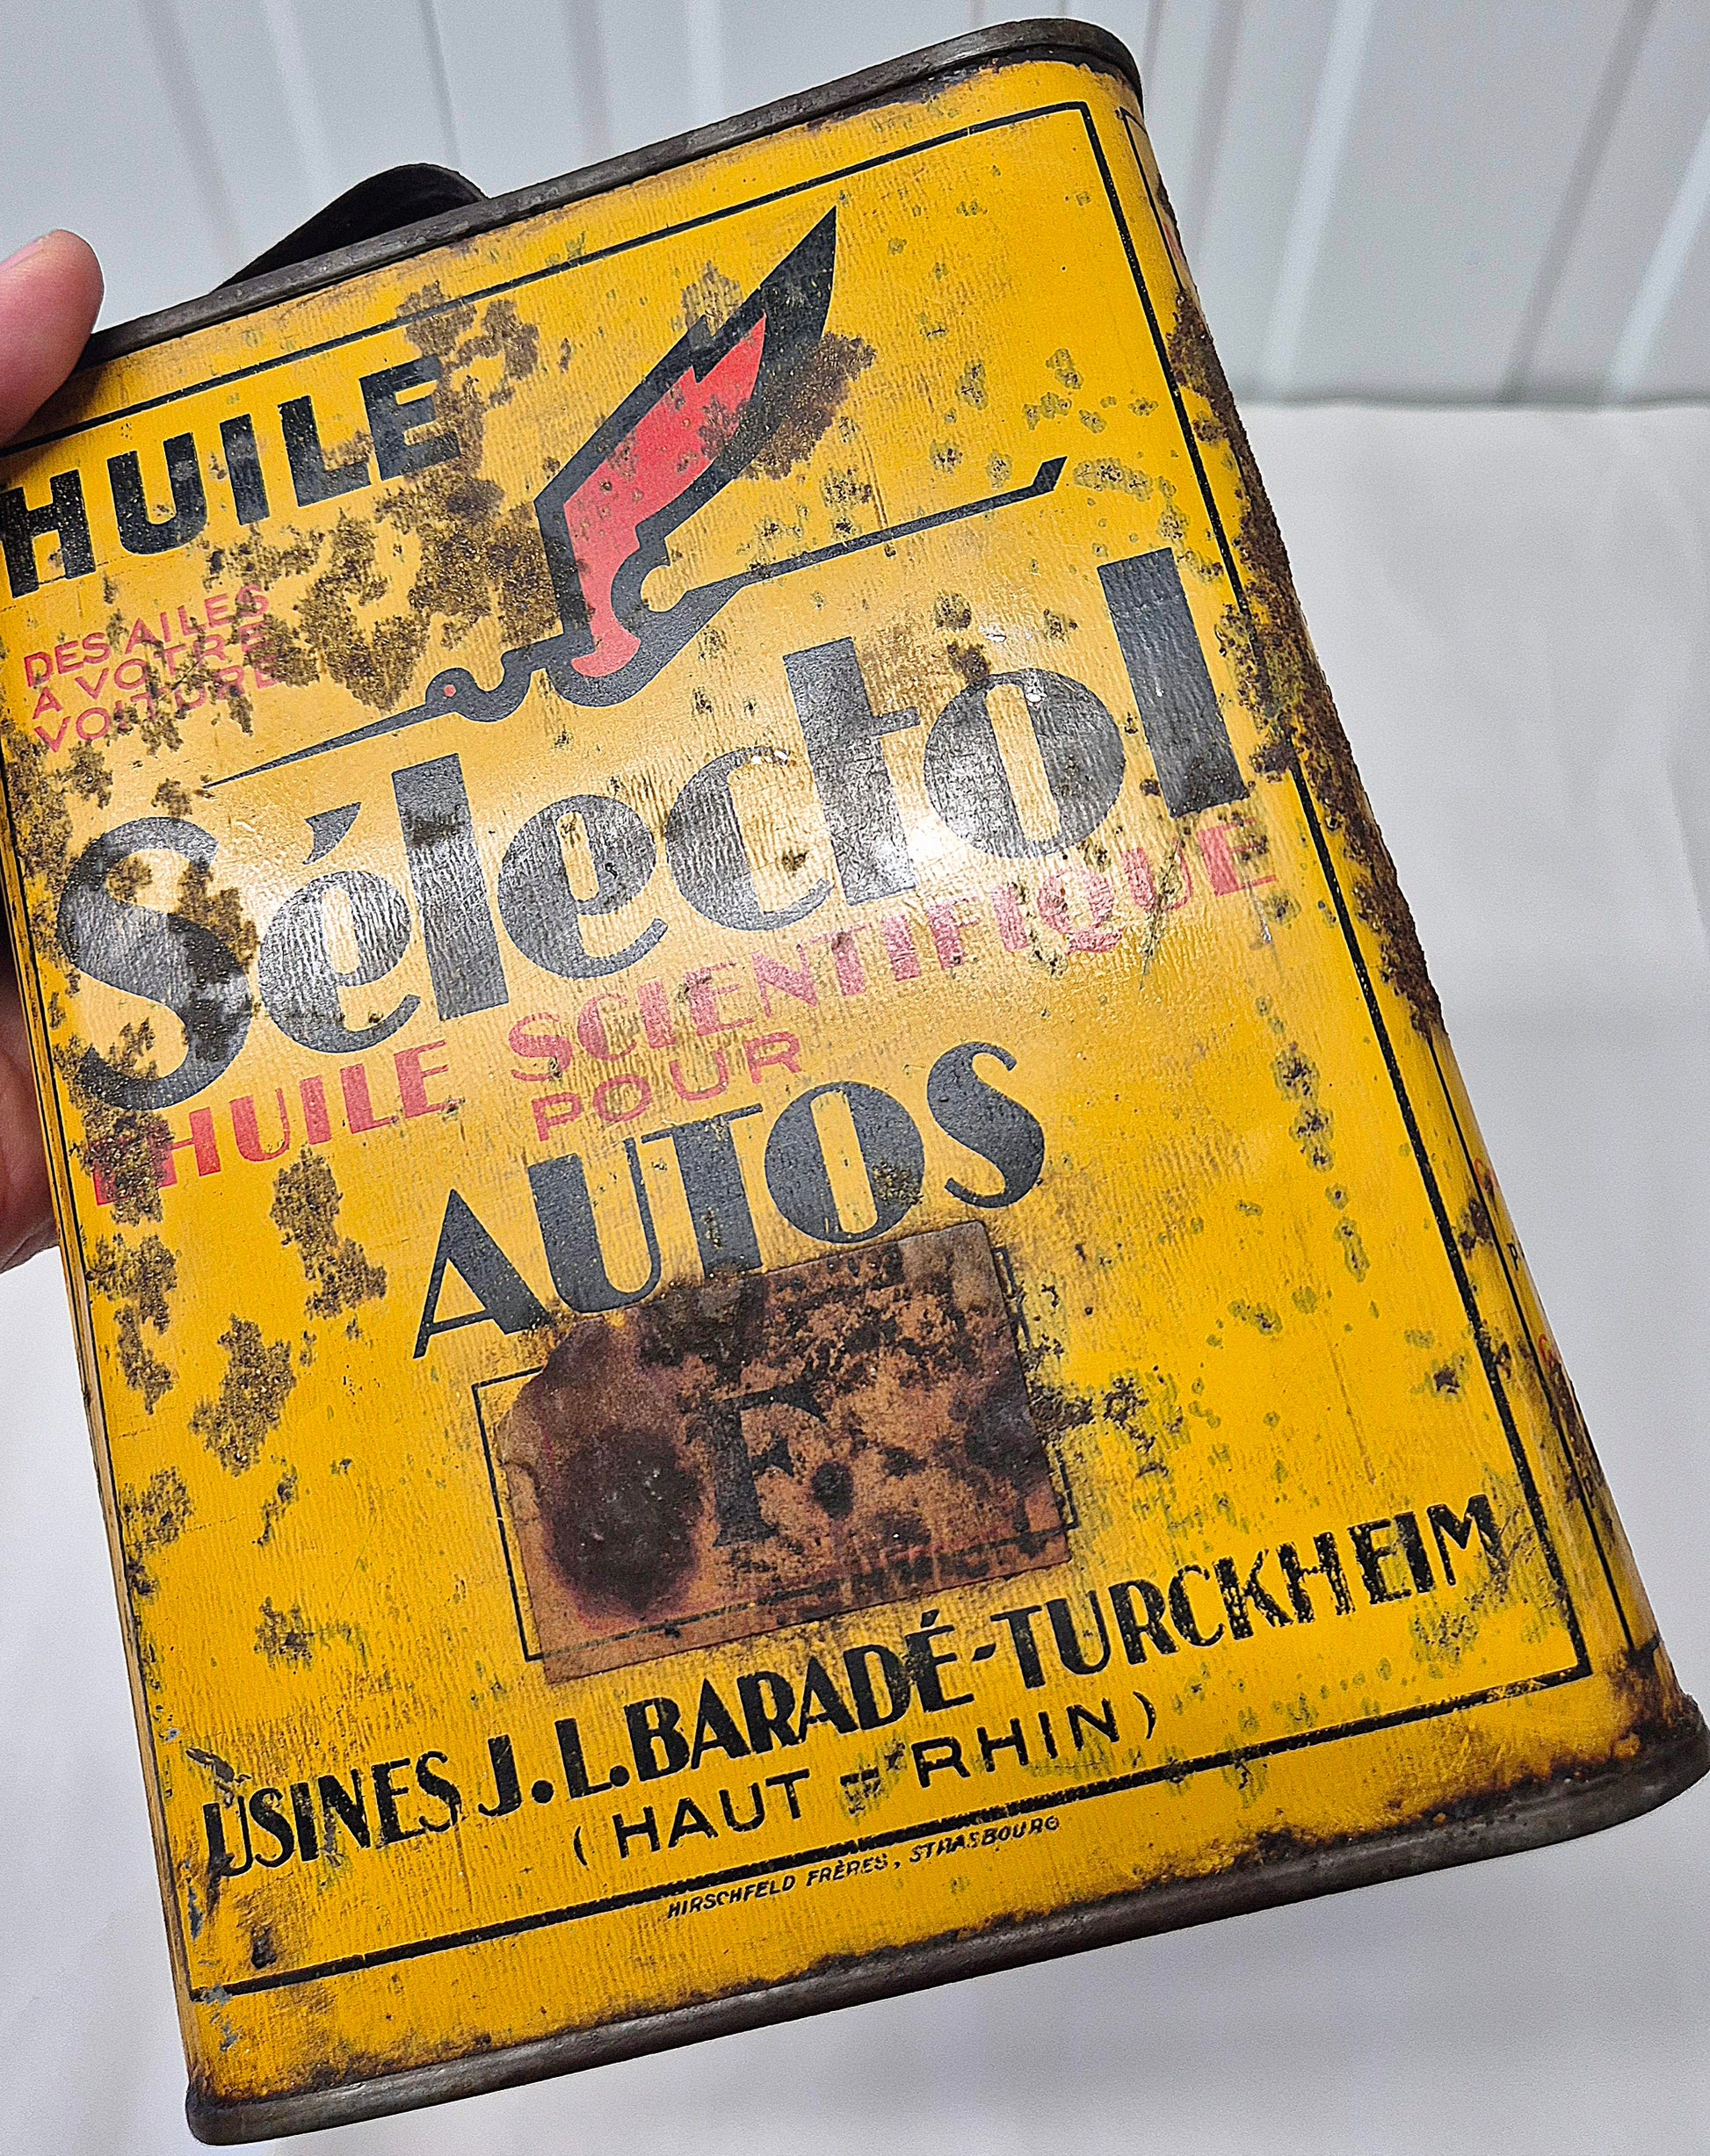 HUILE
DES AILES
A VOTRE
VOITURE
Sélectol
L'HUILE SCIENTIFIQUE
POUR
AUTOS
F
USINES J.L.BARADÉ-TURCKHEIM
(HAUT-RHIN)
HIRSCHFELD FRÈRES, STRASBOURG